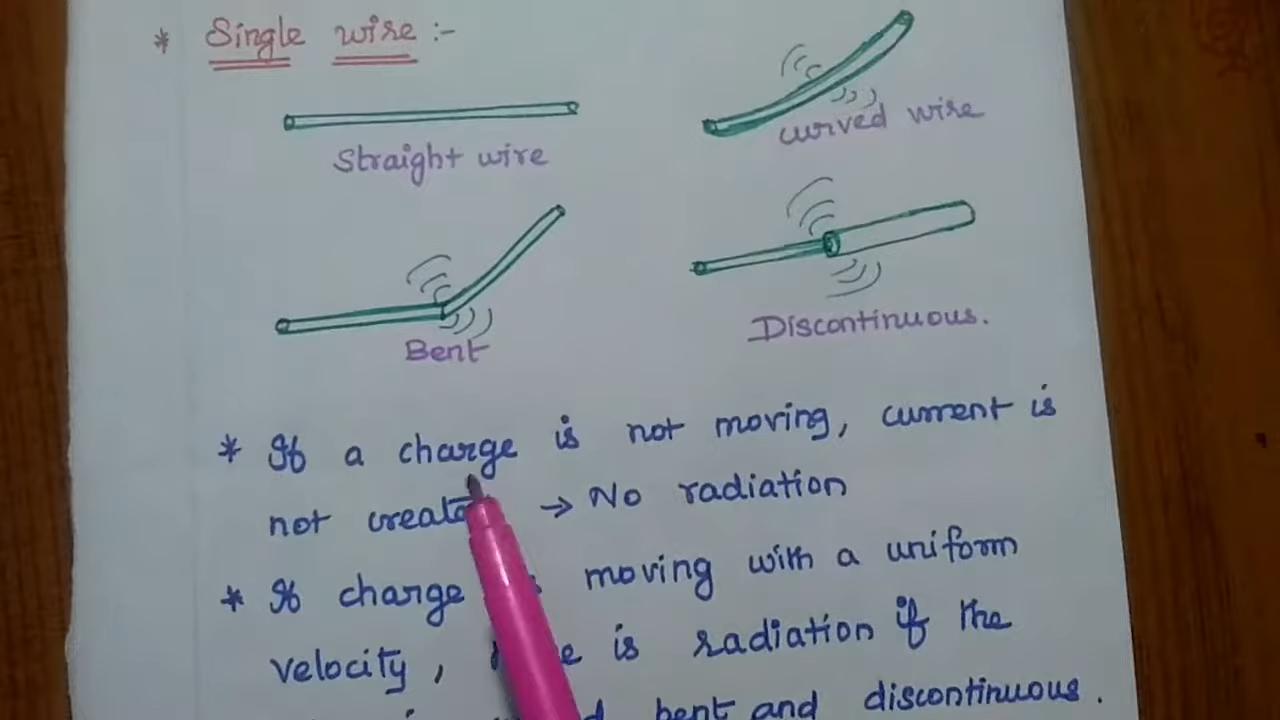 * Single wire :-
Straight wire
curved wire
Bent
Discontinuous.
* If a charge is not moving, current is
not → No radiation
* If charge moving with a uniform
velocity, is radiation if the
bent and discontinuous.